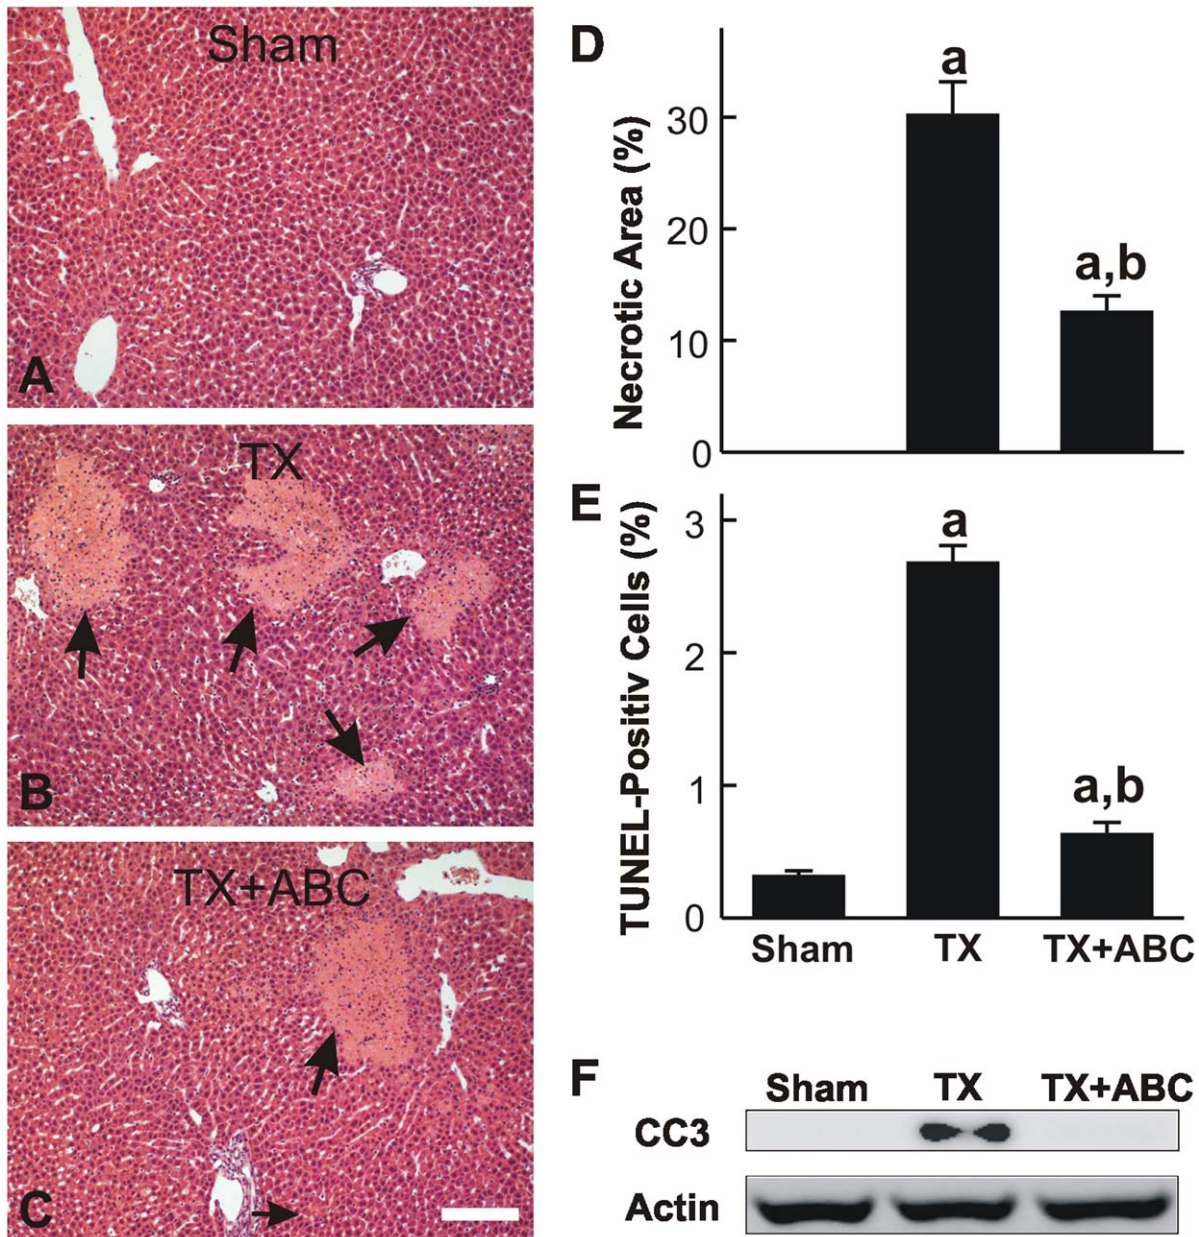 Sham
A
TX
B
TX+ABC
C
D
a
a,b
30
20
10
0
Necrotic Area (%)
E
a
a,b
3
2
1
0
TUNEL-Positiv Cells (%)
Sham TX TX+ABC
F
Sham TX TX+ABC
CC3
Actin